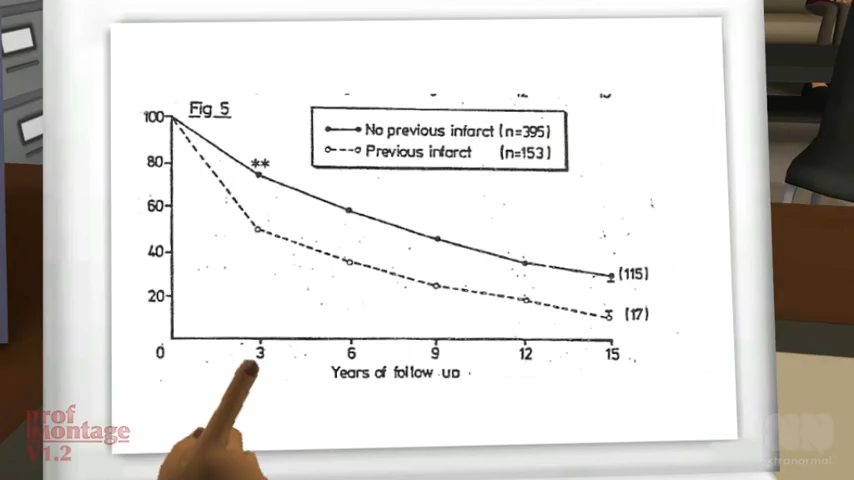 Fig 5
No previous infarct (n=395)
Previous infarct (n=153)
100
80
**
60
40
20
(115)
(17)
0 3 6 9 12 15
Years of follow up
prof
Montage
V1.2
xtranormal